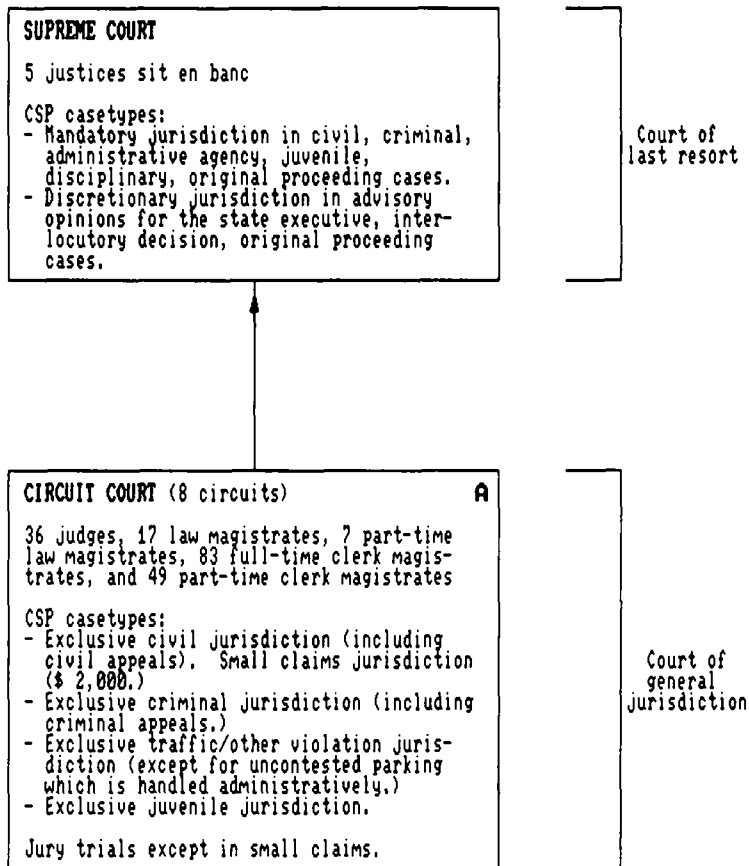 SUPREME COURT
5 justices sit en banc
CSP casetypes:
- Mandatory jurisdiction in civil, criminal,
administrative agency, juvenile,
disciplinary, original proceeding cases.
- Discretionary jurisdiction in advisory
opinions for the state executive, inter-
locutory decision, original proceeding
cases.
Court of
last resort
CIRCUIT COURT (8 circuits) A
36 judges, 17 law magistrates, 7 part-time
law magistrates, 83 full-time clerk magis-
trates, and 49 part-time clerk magistrates
CSP casetypes:
- Exclusive civil jurisdiction (including
civil appeals). Small claims jurisdiction
($ 2,000.)
- Exclusive criminal jurisdiction (including
criminal appeals.)
- Exclusive traffic/other violation juris-
diction (except for uncontested parking
which is handled administratively.)
- Exclusive juvenile jurisdiction.
Jury trials except in small claims.
Court of
general
jurisdiction